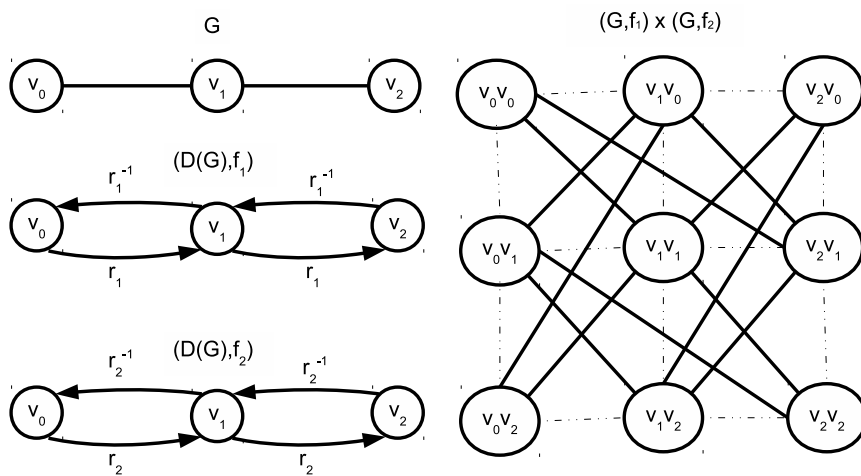 G
v₀ v₁ v₂
(D(G),f₁)
r₁⁻¹ r₁⁻¹
v₀ v₁ v₂
r₁ r₁
(D(G),f₂)
r₂⁻¹ r₂⁻¹
v₀ v₁ v₂
r₂ r₂
(G,f₁) x (G,f₂)
v₀v₀ v₁v₀ v₂v₀
v₀v₁ v₁v₁ v₂v₁
v₀v₂ v₁v₂ v₂v₂